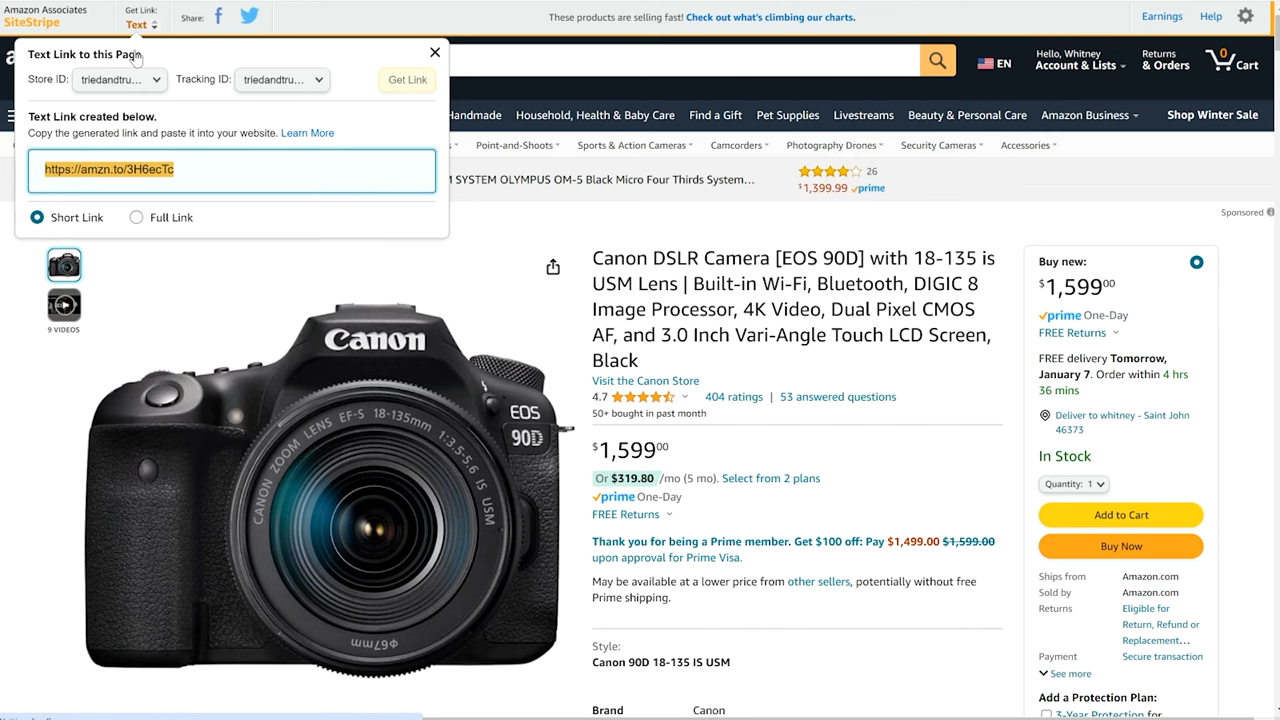 Amazon Associates
SiteStripe
Get Link:
Text
Share:
These products are selling fast! Check out what's climbing our charts.
Earnings
Help
Text Link to this Page
Store ID: triedandtru...
Tracking ID: triedandtru...
Get Link
Text Link created below.
Copy the generated link and paste it into your website. Learn More
https://amzn.to/3H6ecTc
Short Link
Full Link
EN
Hello, Whitney
Account & Lists
Returns
& Orders
0
Cart
Handmade
Household, Health & Baby Care
Find a Gift
Pet Supplies
Livestreams
Beauty & Personal Care
Amazon Business
Shop Winter Sale
Point-and-Shoots
Sports & Action Cameras
Camcorders
Photography Drones
Security Cameras
Accessories
SYSTEM OLYMPUS OM-5 Black Micro Four Thirds System...
26
$1,399.99 prime
Sponsored
9 VIDEOS
Canon
EOS
90D
CANON ZOOM LENS EF-S 18-135mm 1:3.5-5.6 IS USM
Φ67mm
Canon DSLR Camera [EOS 90D] with 18-135 is
USM Lens | Built-in Wi-Fi, Bluetooth, DIGIC 8
Image Processor, 4K Video, Dual Pixel CMOS
AF, and 3.0 Inch Vari-Angle Touch LCD Screen,
Black
Visit the Canon Store
4.7
404 ratings | 53 answered questions
50+ bought in past month
$1,599.00
Or $319.80 /mo (5 mo). Select from 2 plans
prime One-Day
FREE Returns
Thank you for being a Prime member. Get $100 off: Pay $1,499.00 $1,599.00
upon approval for Prime Visa.
May be available at a lower price from other sellers, potentially without free
Prime shipping.
Style:
Canon 90D 18-135 IS USM
Brand Canon
Buy new:
$1,599.00
prime One-Day
FREE Returns
FREE delivery Tomorrow,
January 7. Order within 4 hrs
36 mins
Deliver to whitney - Saint John
46373
In Stock
Quantity: 1
Add to Cart
Buy Now
Ships from Amazon.com
Sold by Amazon.com
Returns Eligible for
Return, Refund or
Replacement...
Payment Secure transaction
See more
Add a Protection Plan:
3-Year Protection for